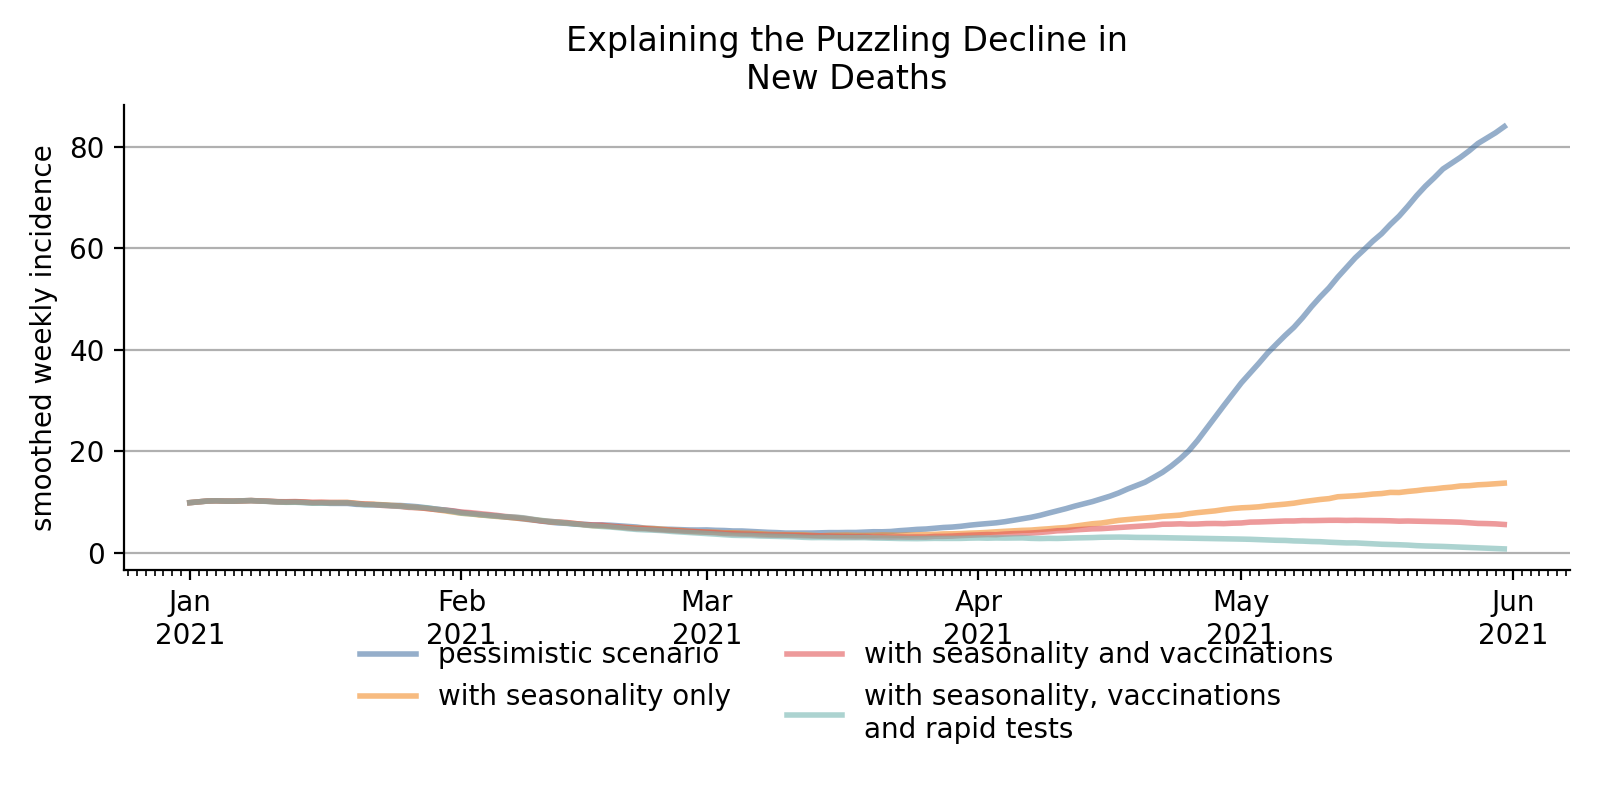 Explaining the Puzzling Decline in
New Deaths
smoothed weekly incidence
80
60
40
20
0
Jan
2021
Feb
2021
Mar
2021
Apr
2021
May
2021
Jun
2021
pessimistic scenario
with seasonality only
with seasonality and vaccinations
with seasonality, vaccinations
and rapid tests